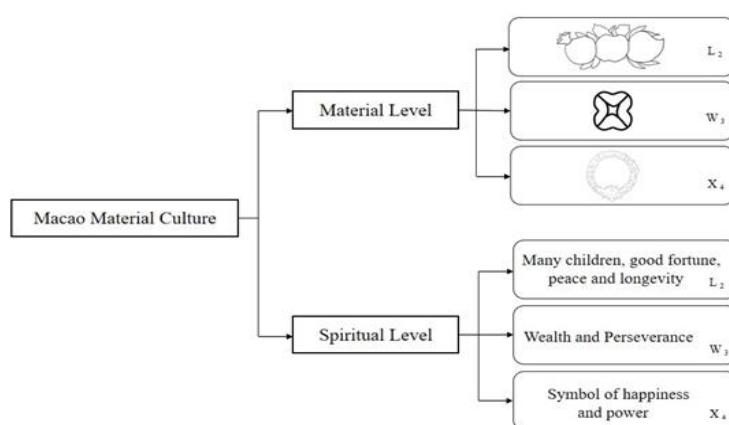 L₂
Material Level
W₃
X₄
Macao Material Culture
Many children, good fortune,
peace and longevity
L₂
Spiritual Level
Wealth and Perseverance
W₃
Symbol of happiness
and power
X₄